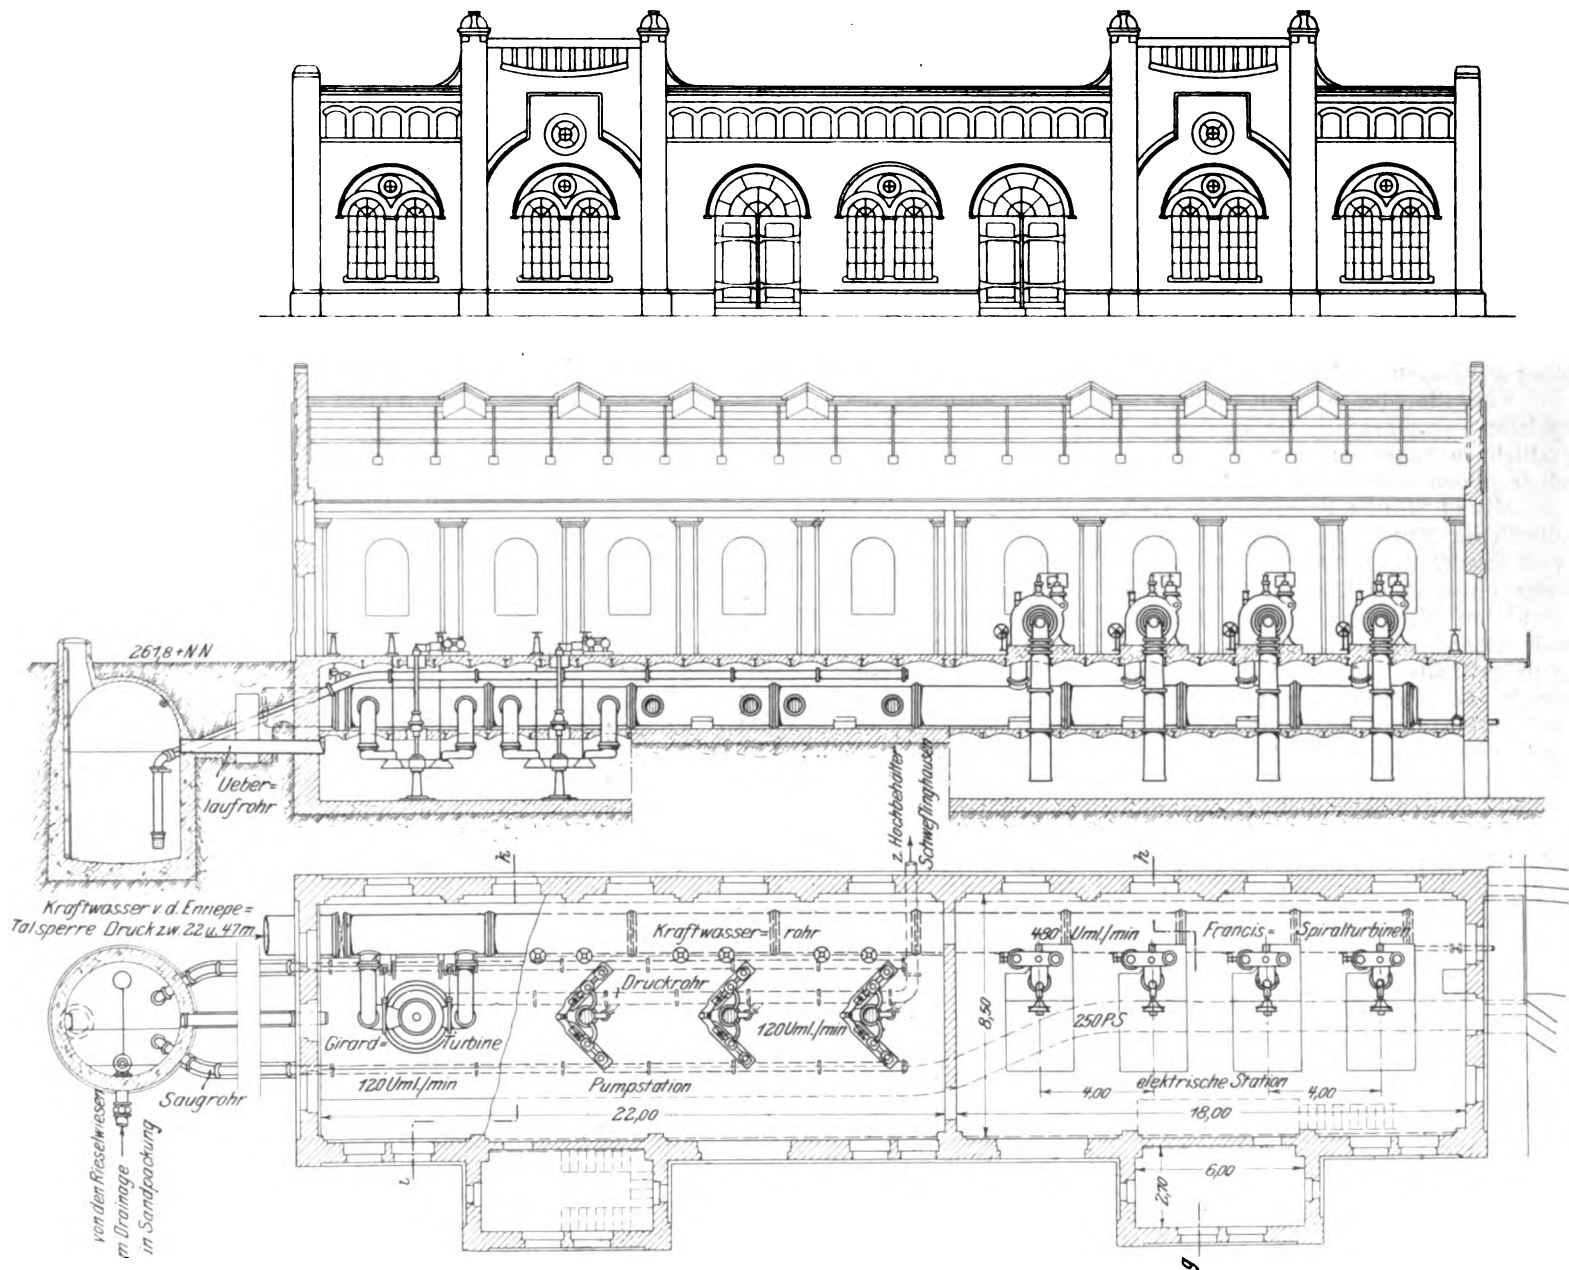 261,8+NN
Ueber=
laufrohr
z. Hochbehälter
Schweflinghausen
k
h
Kraftwasser v. d. Ennepe=
Talsperre Druck zw. 22 u. 47 m.
Kraftwasser= rohr
480 Uml./min
Francis= Spiralturbinen
Druckrohr
8,50
250 PS
Girard= Turbine
120 Uml./min
120 Uml./min
Pumpstation
elektrische Station
Saugrohr
4,00
4,00
22,00
18,00
von den Rieselwiesen
m Drainage
in Sandpackung
i
6,00
2,70
g